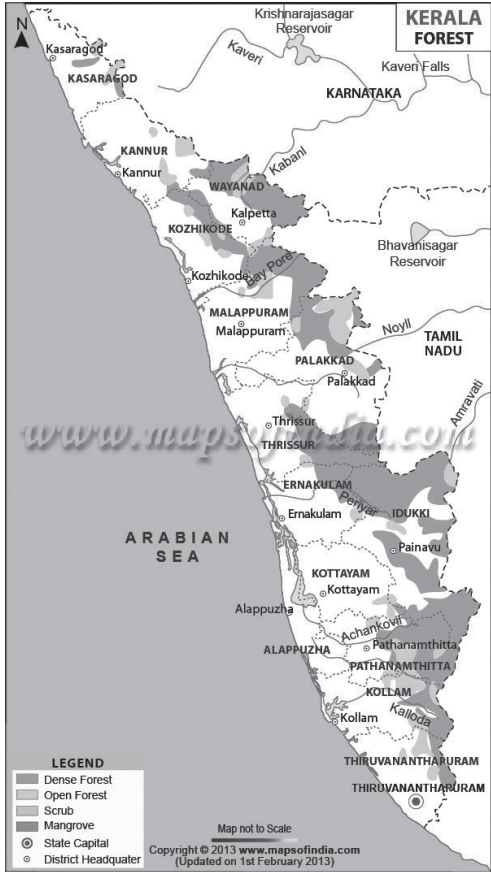 N
KERALA
FOREST
Krishnarajasagar
Reservoir
Kaveri
Kaveri Falls
KARNATAKA
Kasaragod
KASARAGOD
KANNUR
Kannur
Kabani
WAYANAD
Kalpetta
KOZHIKODE
Kozhikode
Bay Pore
Bhavanisagar
Reservoir
MALAPPURAM
Malappuram
Noyll
TAMIL
NADU
PALAKKAD
Palakkad
Amravati
Thrissur
www.mapsofindia.com
THRISSUR
ERNAKULAM
Periyar
IDUKKI
Ernakulam
ARABIAN
SEA
Painavu
KOTTAYAM
Kottayam
Alappuzha
Achankovil
Pathanamthitta
ALAPPUZHA
PATHANAMTHITTA
KOLLAM
Kalloda
Kollam
THIRUVANANTHAPURAM
THIRUVANANTHAPURAM
LEGEND
Dense Forest
Open Forest
Scrub
Mangrove
State Capital
District Headquater
Map not to Scale
Copyright © 2013 www.mapsofindia.com
(Updated on 1st February 2013)